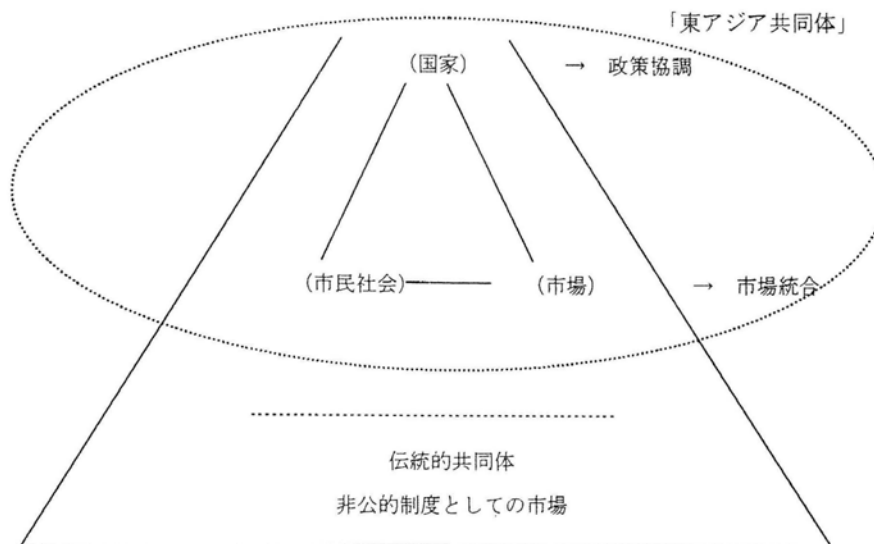 「東アジア共同体」
(国家) → 政策協調
(市民社会) (市場) → 市場統合
伝統的共同体
非公的制度としての市場